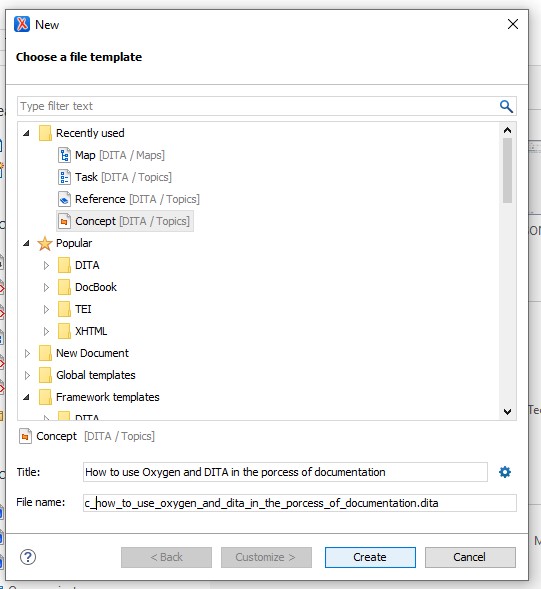 New
Choose a file template
Type filter text
Recently used
Map [DITA / Maps]
Task [DITA / Topics]
Reference [DITA / Topics]
Concept [DITA / Topics]
Popular
DITA
DocBook
TEI
XHTML
New Document
Global templates
Framework templates
DITA
Concept [DITA / Topics]
Title: How to use Oxygen and DITA in the porcess of documentation
File name: c_how_to_use_oxygen_and_dita_in_the_porcess_of_documentation.dita
< Back Customize > Create Cancel